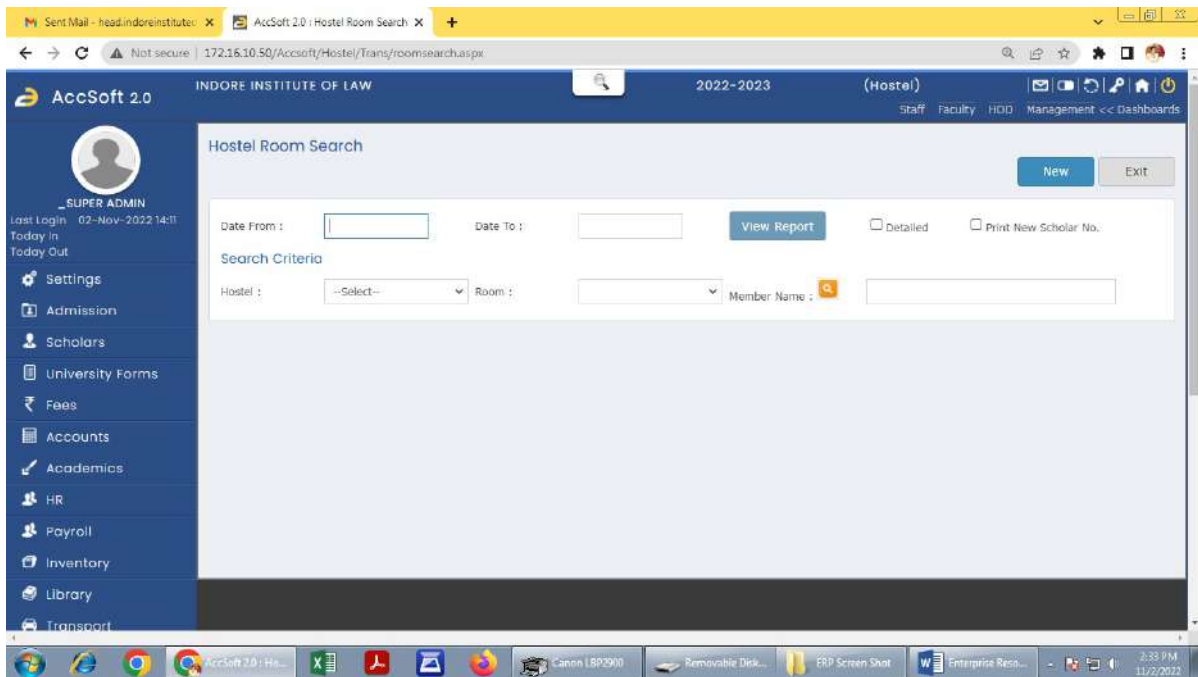 Sent Mail - head.indoreinstitute
AccSoft 2.0 : Hostel Room Search
Not secure
172.16.10.50/Accsoft/Hostel/Trans/roomsearch.aspx
AccSoft 2.0
INDORE INSTITUTE OF LAW
2022-2023
(Hostel)
Staff Faculty HOD Management << Dashboards
_SUPER ADMIN
Last Login 02-Nov-2022 14:11
Today In
Today Out
Settings
Admission
Scholars
University Forms
Fees
Accounts
Academics
HR
Payroll
Inventory
Library
Transport
Hostel Room Search
New
Exit
Date From :
Date To :
View Report
Detailed
Print New Scholar No.
Search Criteria
Hostel :
--Select--
Room :
Member Name :
AccSoft 2.0 : Ho...
Canon LBP2900
Removable Disk...
ERP Screen Shot
Enterprise Reso...
2:33 PM
11/2/2022